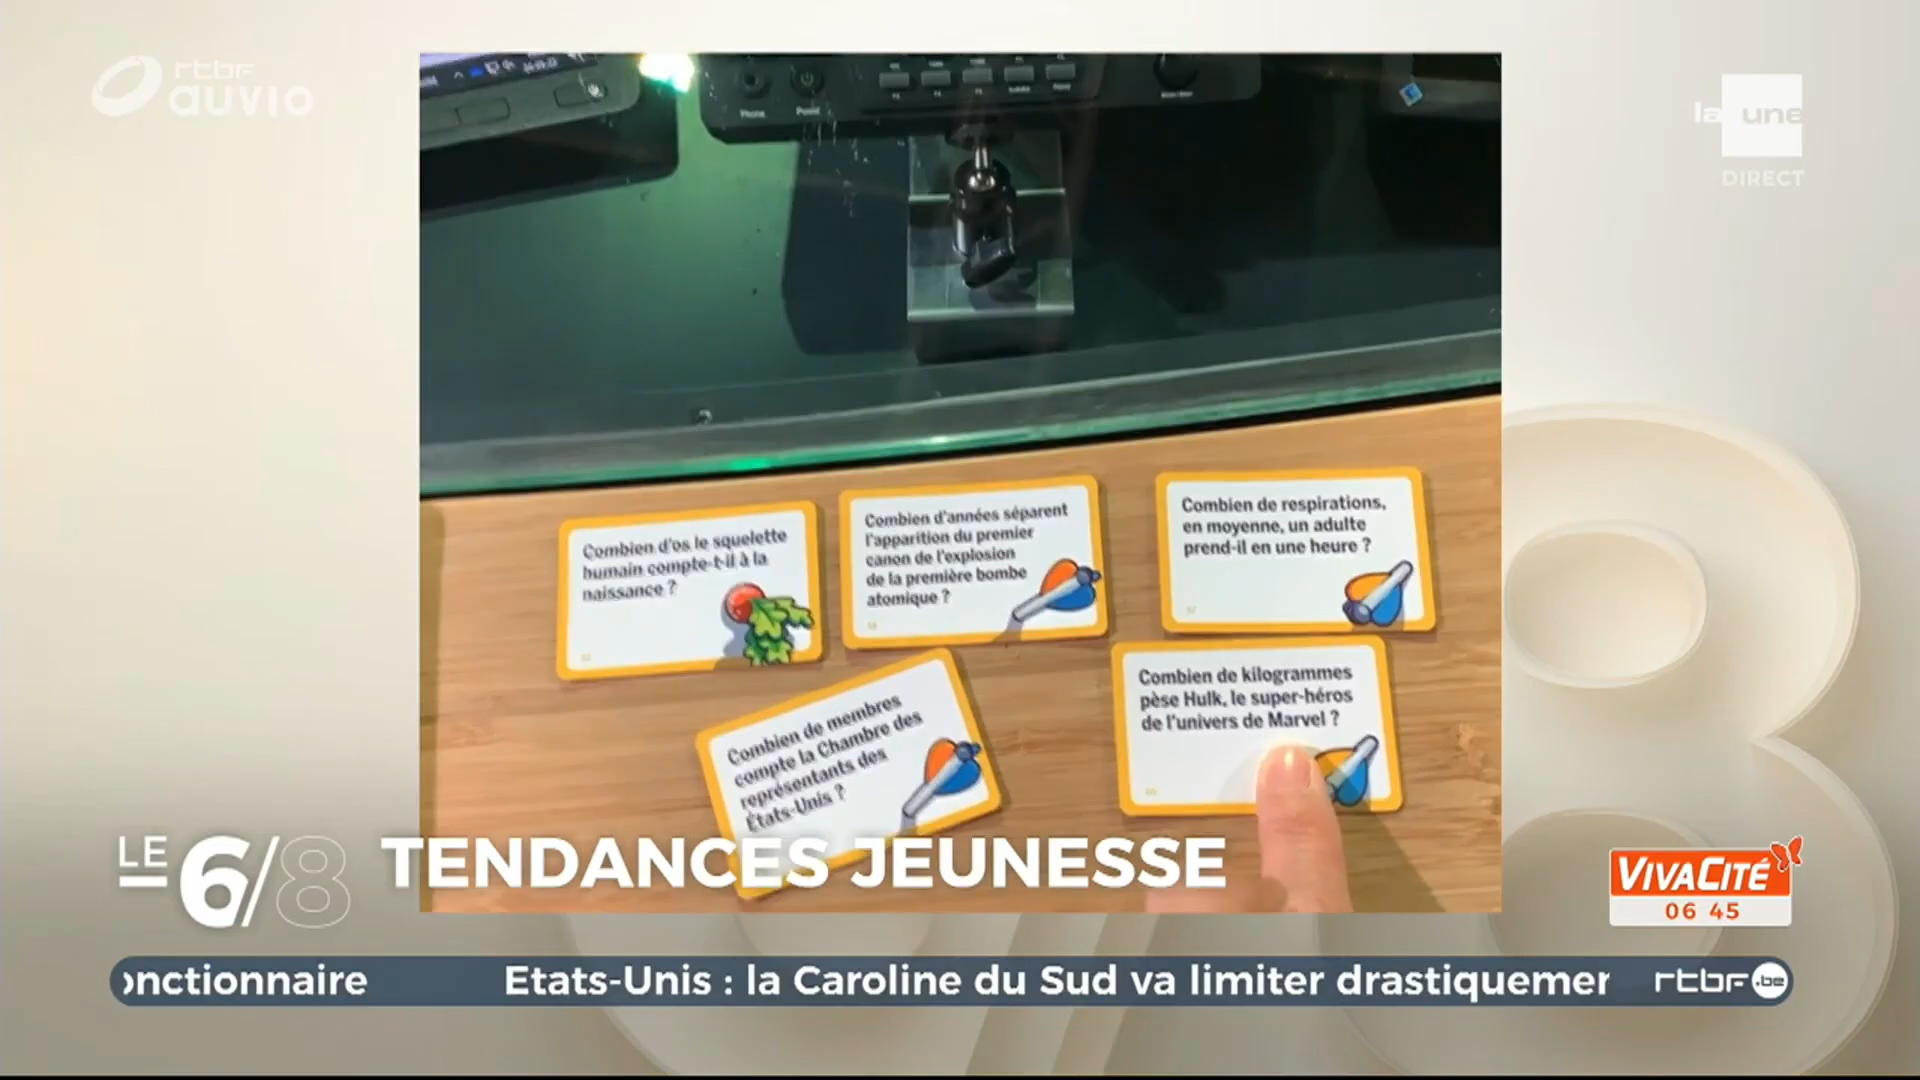 rtbf
auvio
la une
DIRECT
Phone
Power
Combien d'os le squelette
humain compte-t-il à la
naissance ?
Combien d'années séparent
l'apparition du premier
canon de l'explosion
de la première bombe
atomique ?
Combien de respirations,
en moyenne, un adulte
prend-il en une heure ?
Combien de membres
compte la Chambre des
représentants des
États-Unis ?
Combien de kilogrammes
pèse Hulk, le super-héros
de l'univers de Marvel ?
LE 6/8
TENDANCES JEUNESSE
VIVACITÉ
06 45
onctionnaire Etats-Unis : la Caroline du Sud va limiter drastiquemer
rtbf.be